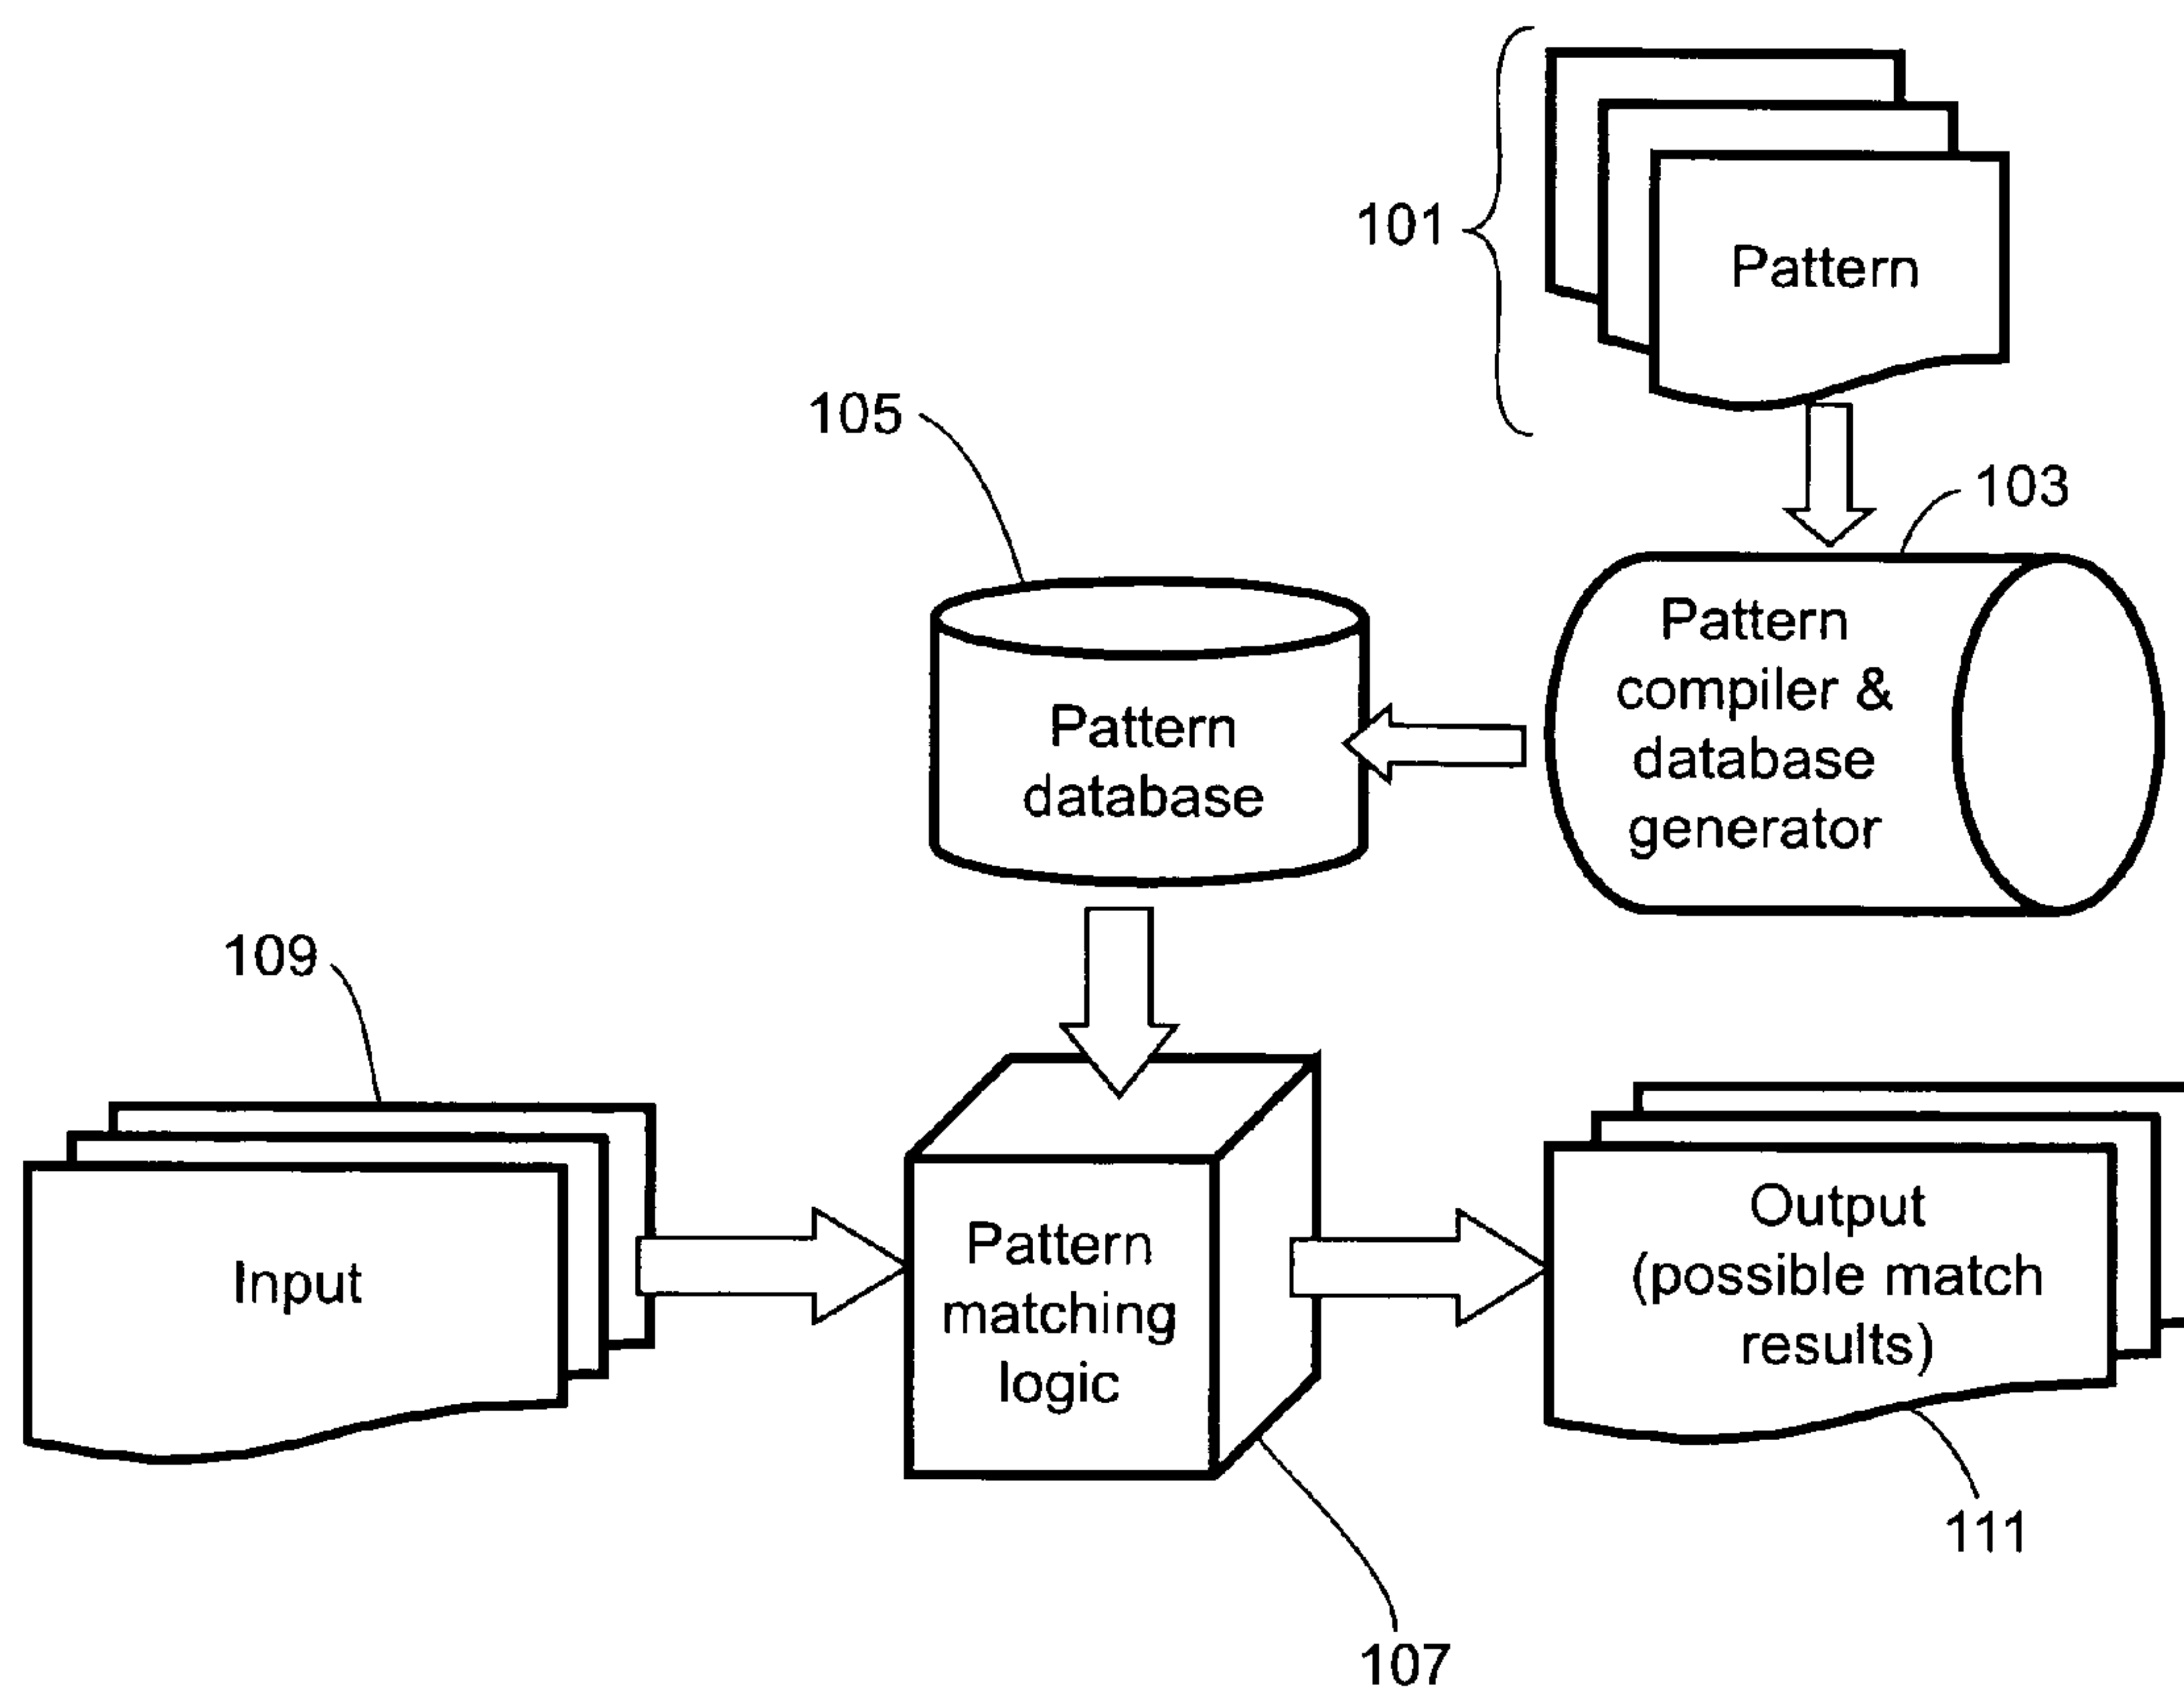 101
Pattern
105
103
Pattern
compiler &
database
generator
Pattern
database
109
Input
Pattern
matching
logic
Output
(possible match
results)
111
107